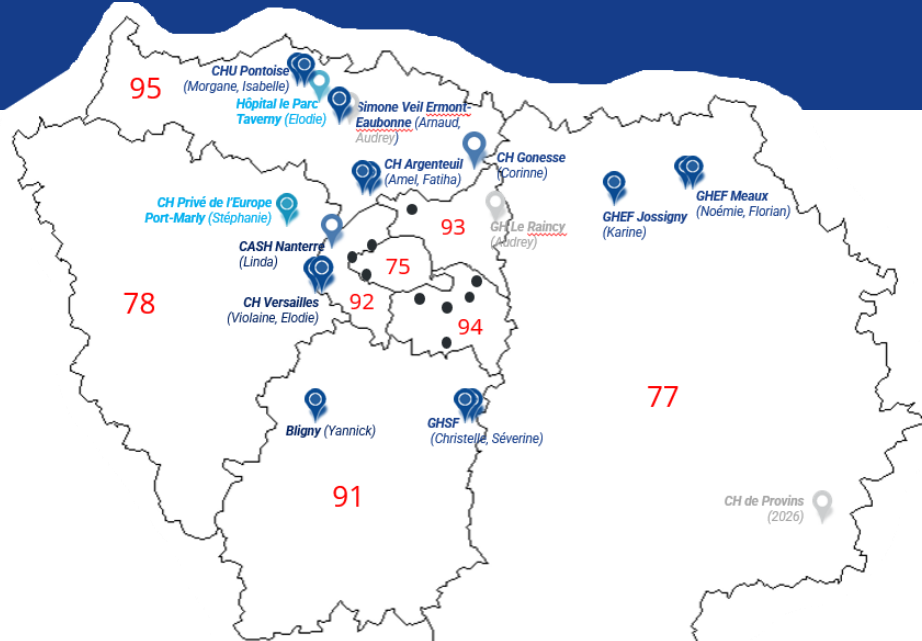 95
CHU Pontoise
(Morgane, Isabelle)
Hôpital le Parc
Taverny (Elodie)
Simone Veil Ermont-
Eaubonne (Arnaud,
Audrey)
CH Argenteuil
(Amel, Fatiha)
CH Gonesse
(Corinne)
GHEF Jossigny
(Karine)
GHEF Meaux
(Noémie, Florian)
CH Privé de l'Europe
Port-Marly (Stéphanie)
93
GH Le Raincy
(Audrey)
CASH Nanterre
(Linda)
75
78
CH Versailles
(Violaine, Elodie)
92
94
77
Bligny (Yannick)
GHSF
(Christelle, Séverine)
91
CH de Provins
(2026)